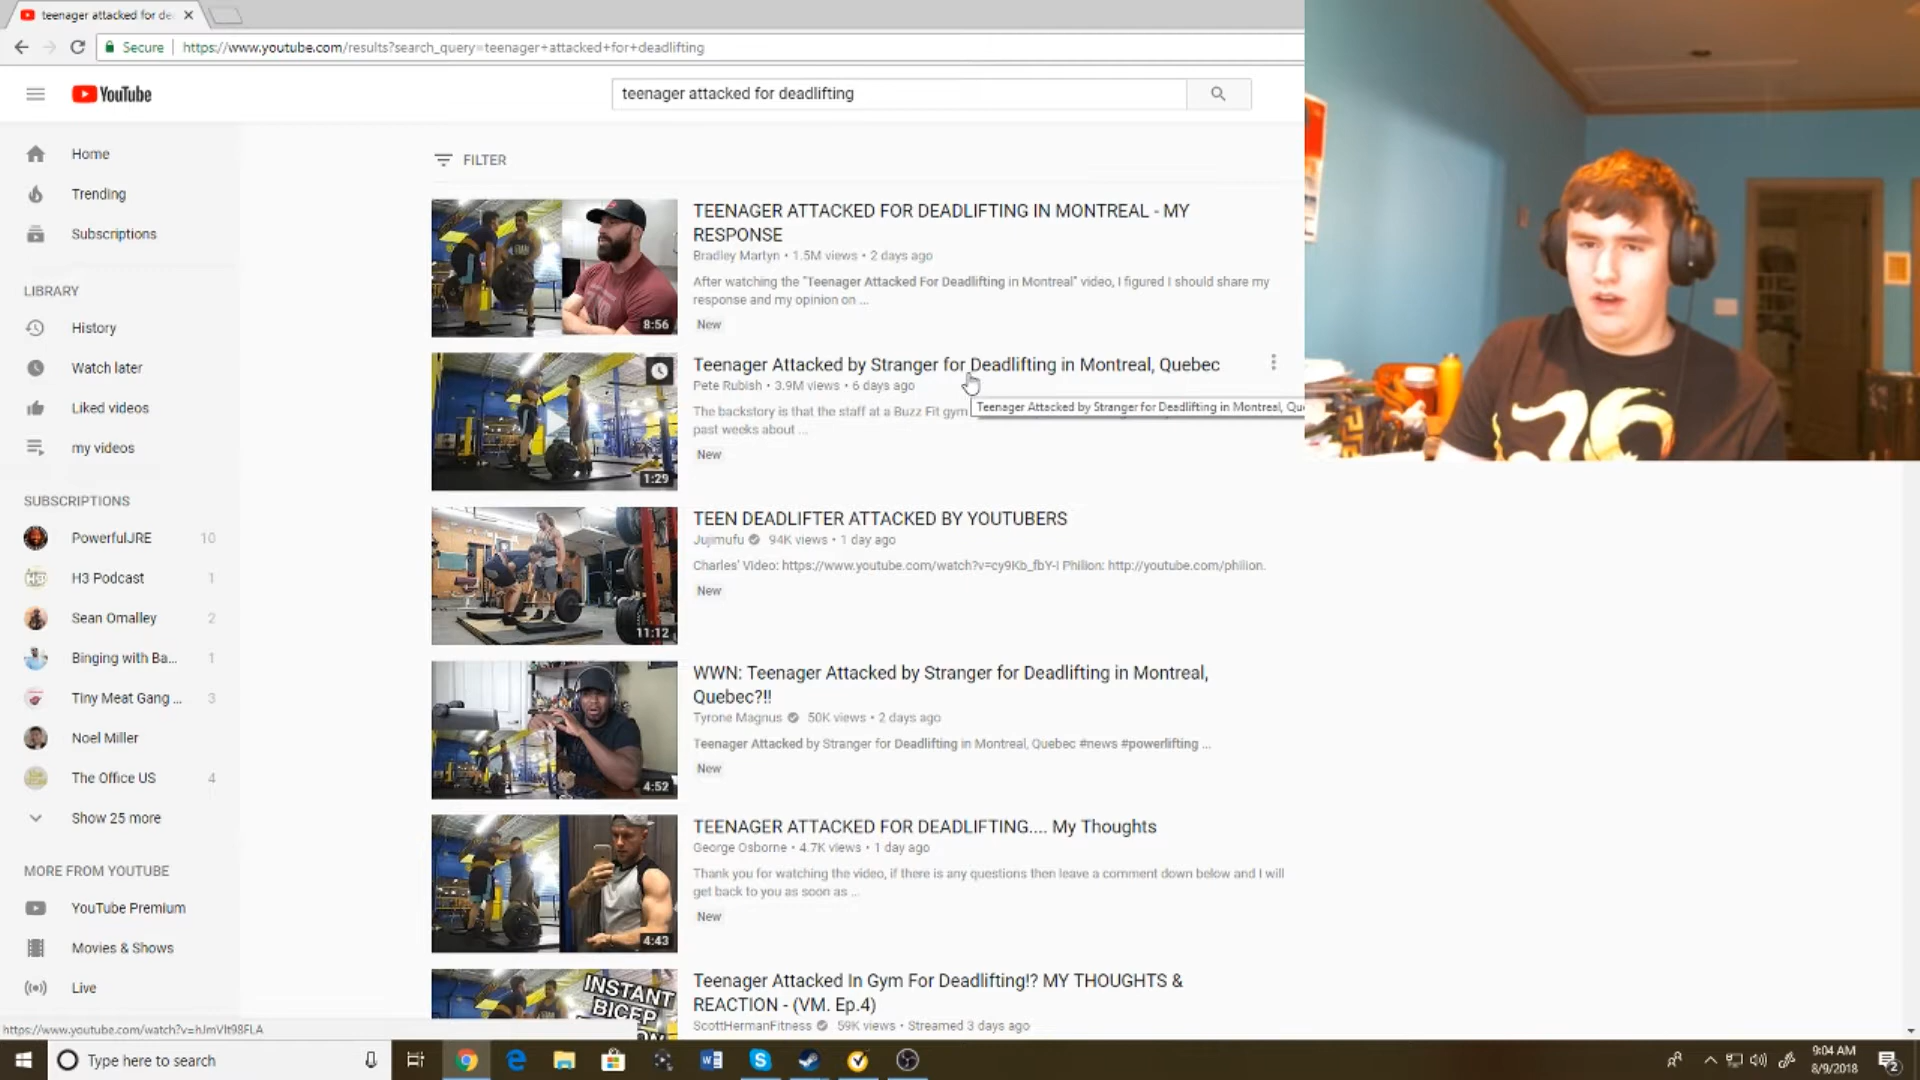 teenager attacked for de
Secure
https://www.youtube.com/results?search_query=teenager+attacked+for+deadlifting
YouTube
teenager attacked for deadlifting
Home
Trending
Subscriptions
LIBRARY
History
Watch later
Liked videos
my videos
SUBSCRIPTIONS
PowerfulJRE 10
H3 Podcast 1
Sean Omalley 2
Binging with Ba... 1
Tiny Meat Gang ... 3
Noel Miller
The Office US 4
Show 25 more
MORE FROM YOUTUBE
YouTube Premium
Movies & Shows
Live
FILTER
TEENAGER ATTACKED FOR DEADLIFTING IN MONTREAL - MY
RESPONSE
Bradley Martyn • 1.5M views • 2 days ago
After watching the "Teenager Attacked For Deadlifting in Montreal" video, I figured I should share my
response and my opinion on ...
New
8:56
Teenager Attacked by Stranger for Deadlifting in Montreal, Quebec
Pete Rubish • 3.9M views • 6 days ago
The backstory is that the staff at a Buzz Fit gym
past weeks about ...
Teenager Attacked by Stranger for Deadlifting in Montreal, Qu
New
1:29
TEEN DEADLIFTER ATTACKED BY YOUTUBERS
Jujimufu 94K views • 1 day ago
Charles' Video: https://www.youtube.com/watch?v=cy9Kb_fbY-I Philion: http://youtube.com/philion.
New
11:12
WWN: Teenager Attacked by Stranger for Deadlifting in Montreal,
Quebec?!!
Tyrone Magnus 50K views • 2 days ago
Teenager Attacked by Stranger for Deadlifting in Montreal, Quebec #news #powerlifting ...
New
4:52
TEENAGER ATTACKED FOR DEADLIFTING.... My Thoughts
George Osborne • 4.7K views • 1 day ago
Thank you for watching the video, if there is any questions then leave a comment down below and I will
get back to you as soon as ...
New
4:43
Teenager Attacked In Gym For Deadlifting!? MY THOUGHTS &
REACTION - (VM. Ep.4)
ScottHermanFitness 59K views • Streamed 3 days ago
INSTANT
BICEP
76
https://www.youtube.com/watch?v=hJmVIt98FLA
Type here to search
9:04 AM
8/9/2018
2